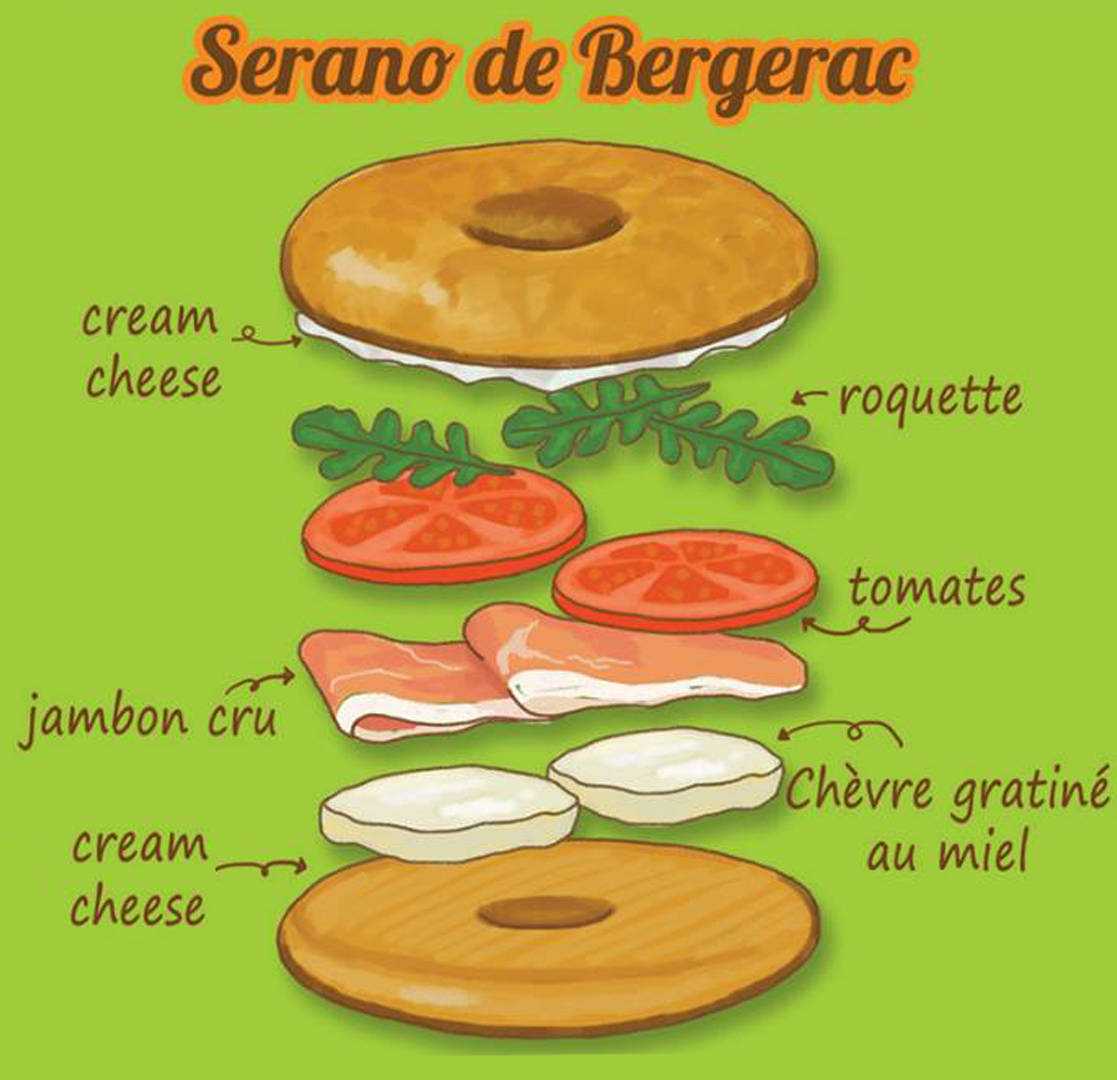 Serano de Bergerac
cream
cheese
roquette
tomates
jambon cru
Chèvre gratiné
au miel
cream
cheese